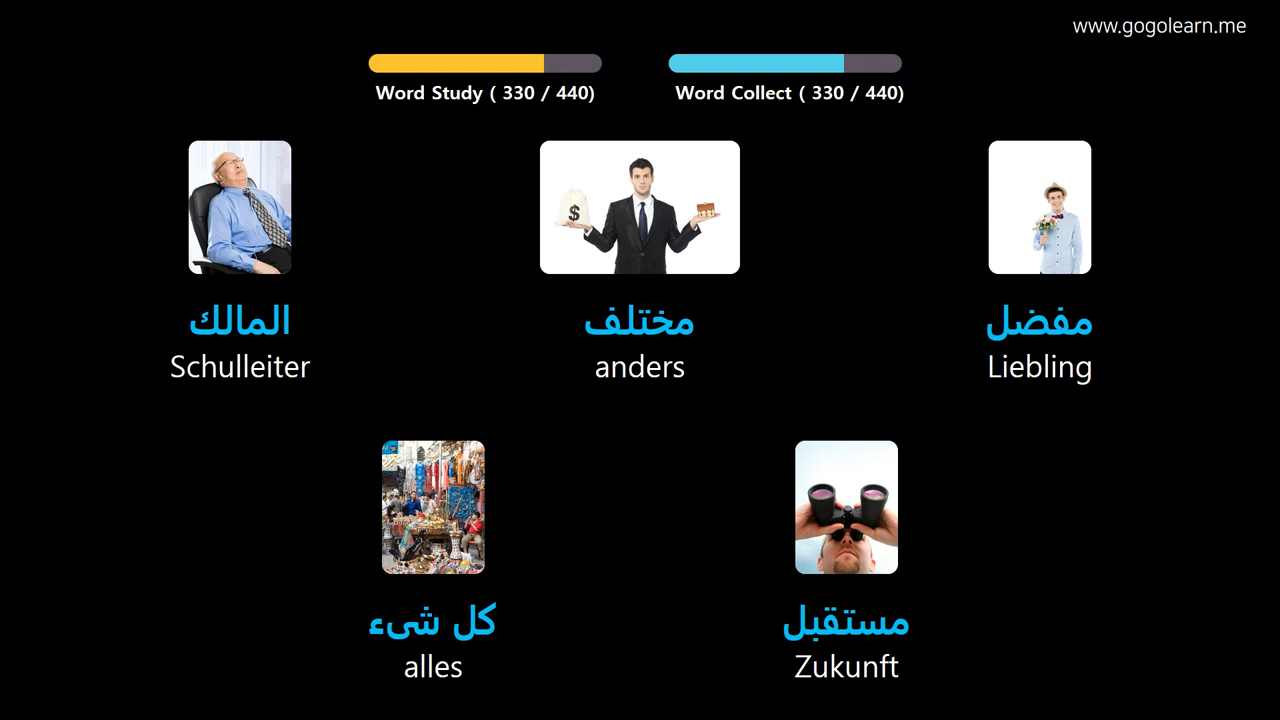 www.gogolearn.me
Word Study ( 330 / 440)
Word Collect ( 330 / 440)
المالك
Schulleiter
مختلف
anders
مفضل
Liebling
كل شىء
alles
مستقبل
Zukunft